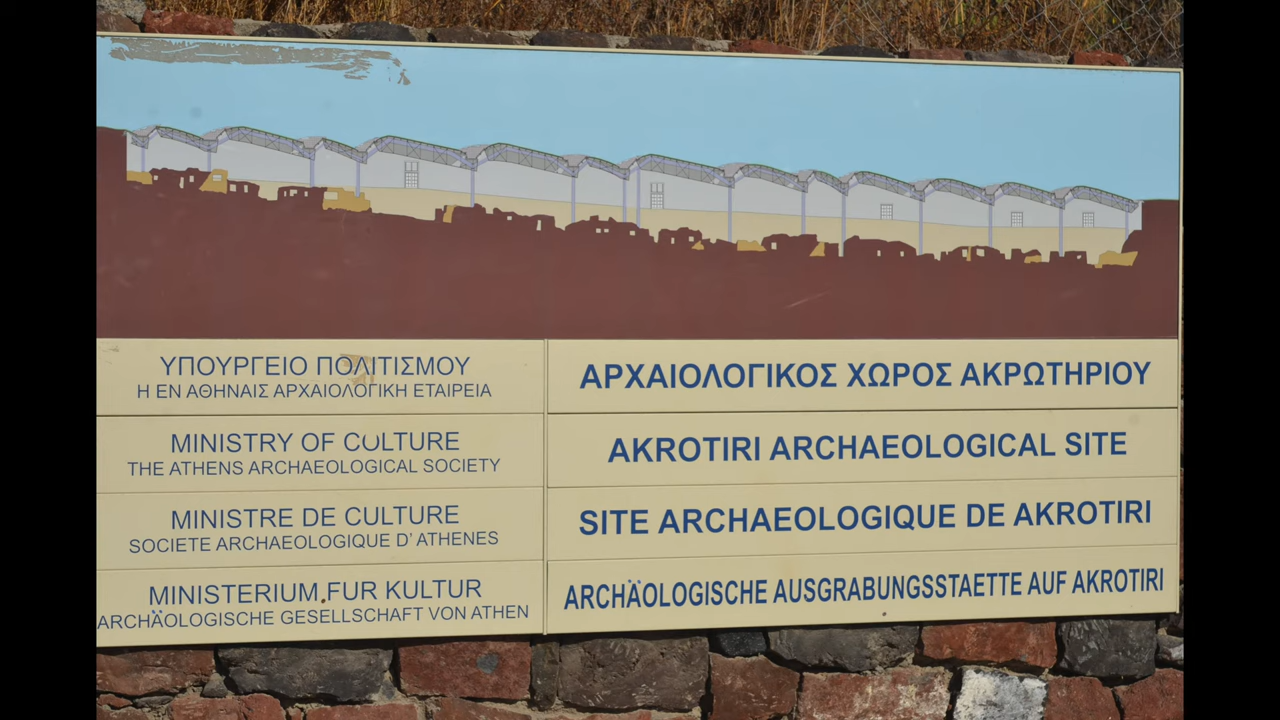 ΥΠΟΥΡΓΕΙΟ ΠΟΛΙΤΙΣΜΟΥ
Η ΕΝ ΑΘΗΝΑΙΣ ΑΡΧΑΙΟΛΟΓΙΚΗ ΕΤΑΙΡΕΙΑ
ΑΡΧΑΙΟΛΟΓΙΚΟΣ ΧΩΡΟΣ ΑΚΡΩΤΗΡΙΟΥ
MINISTRY OF CULTURE
THE ATHENS ARCHAEOLOGICAL SOCIETY
AKROTIRI ARCHAEOLOGICAL SITE
MINISTRE DE CULTURE
SOCIETE ARCHAEOLOGIQUE D' ATHENES
SITE ARCHAEOLOGIQUE DE AKROTIRI
MINISTERIUM FUR KULTUR
ARCHÄOLOGISCHE GESELLSCHAFT VON ATHEN
ARCHÄOLOGISCHE AUSGRABUNGSSTAETTE AUF AKROTIRI